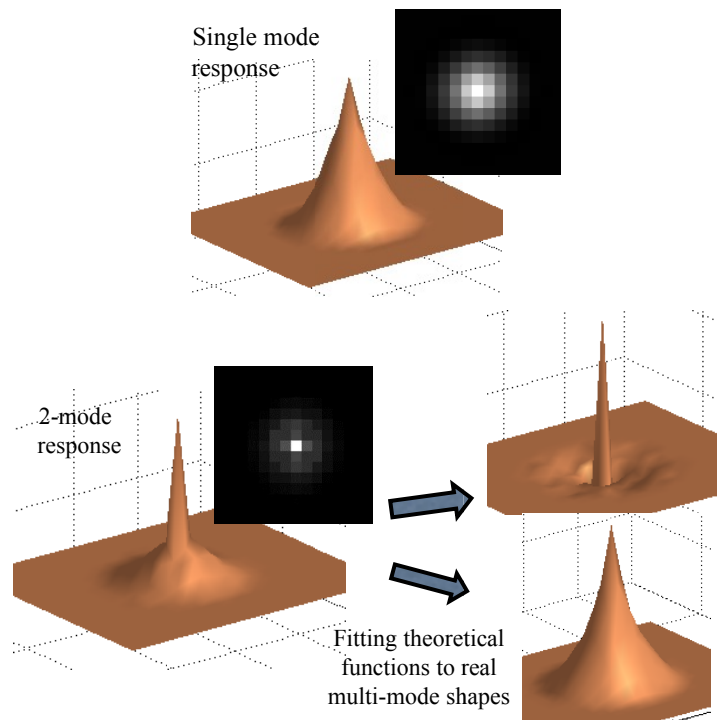 Single mode
response
2-mode
response
Fitting theoretical
functions to real
multi-mode shapes